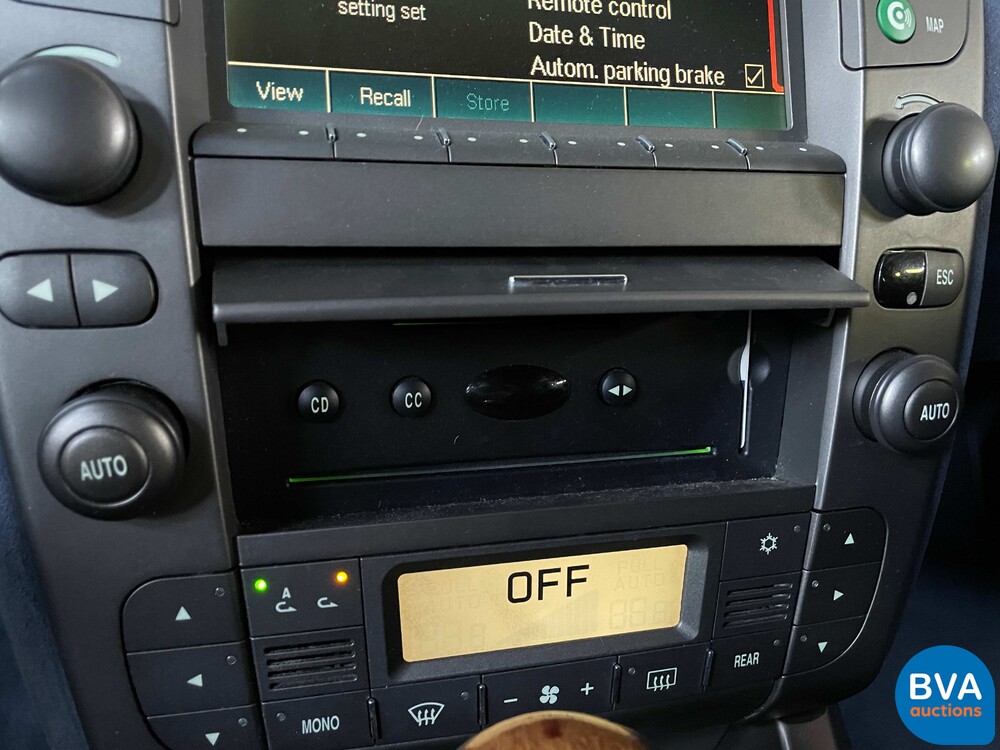 setting set
Remote control
Date & Time
Autom. parking brake
View Recall Store
MAP
ESC
CD CC
AUTO
AUTO
A
OFF
REAR
MONO
- +
BVA
auctions